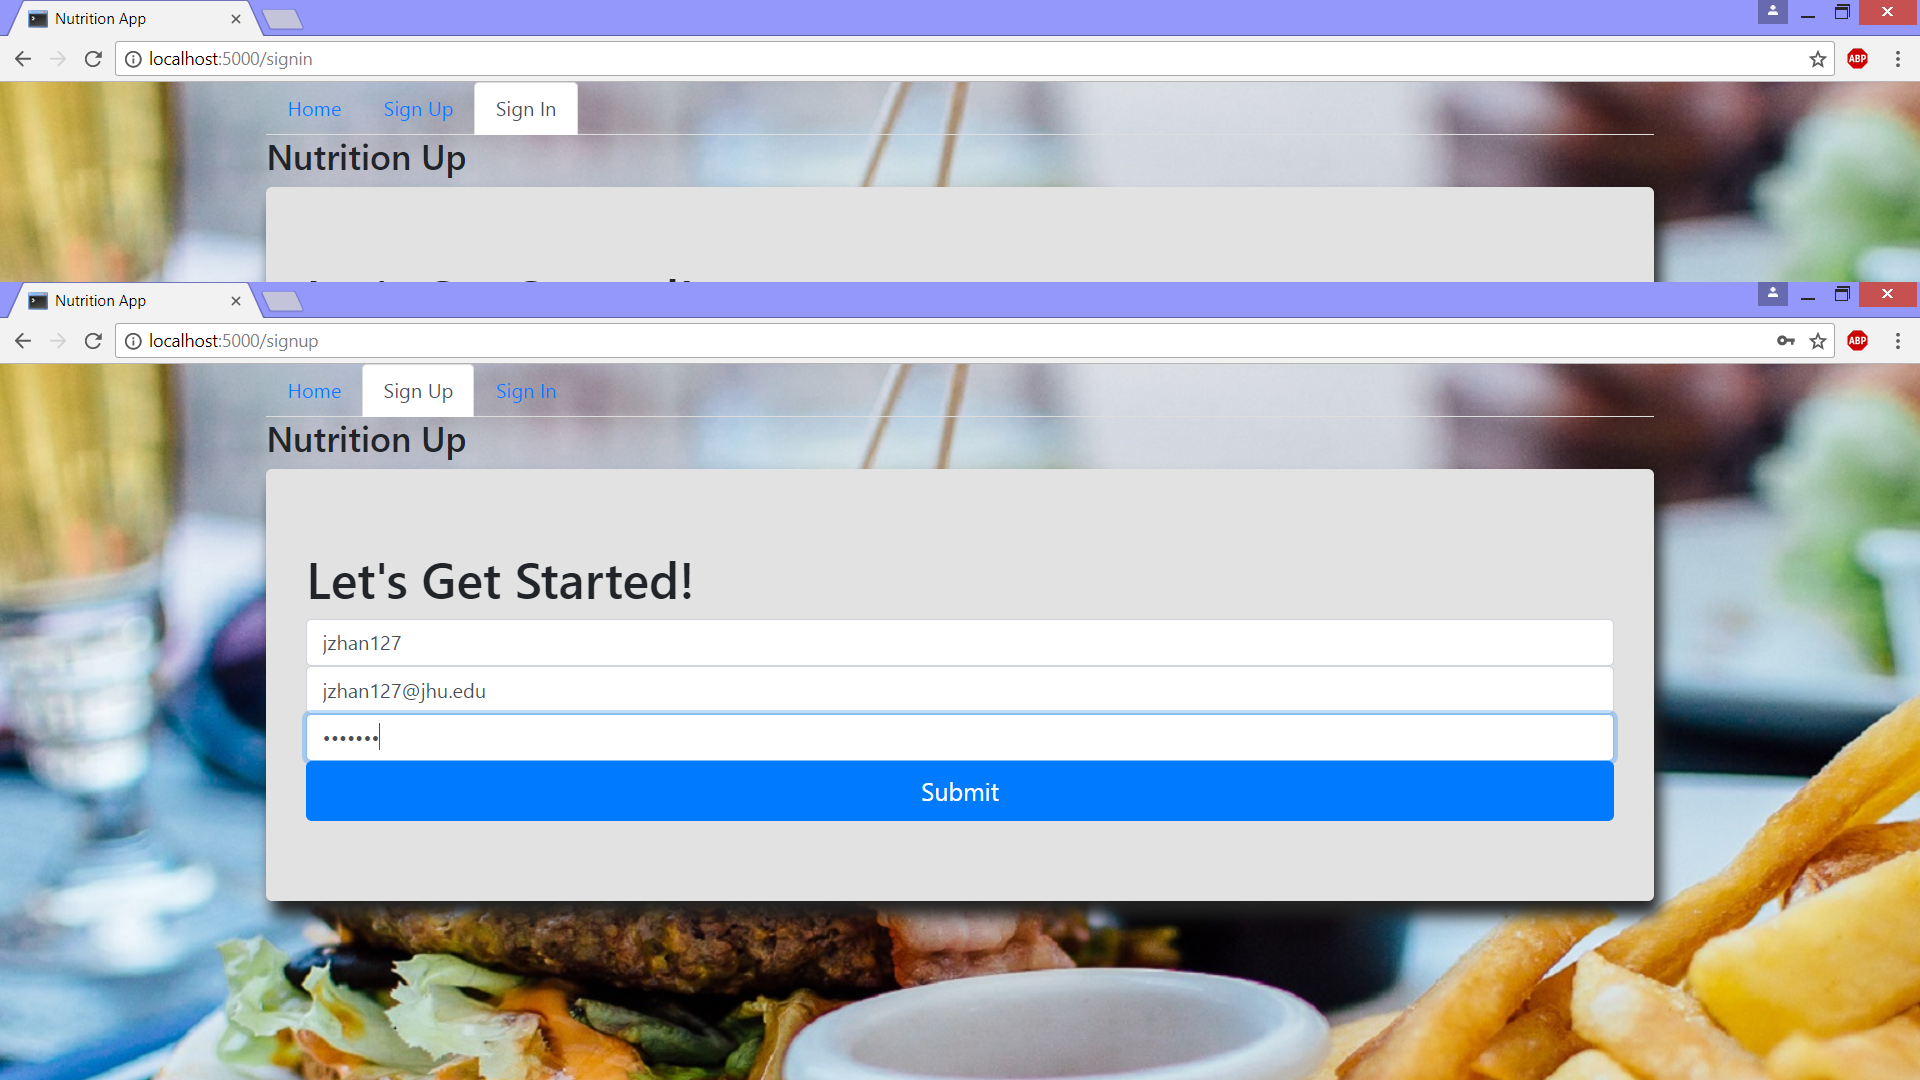 Nutrition App
localhost:5000/signin
ABP
Home Sign Up Sign In
Nutrition Up
Nutrition App
localhost:5000/signup
ABP
Home Sign Up Sign In
Nutrition Up
Let's Get Started!
jzhan127
jzhan127@jhu.edu
•••••••
Submit